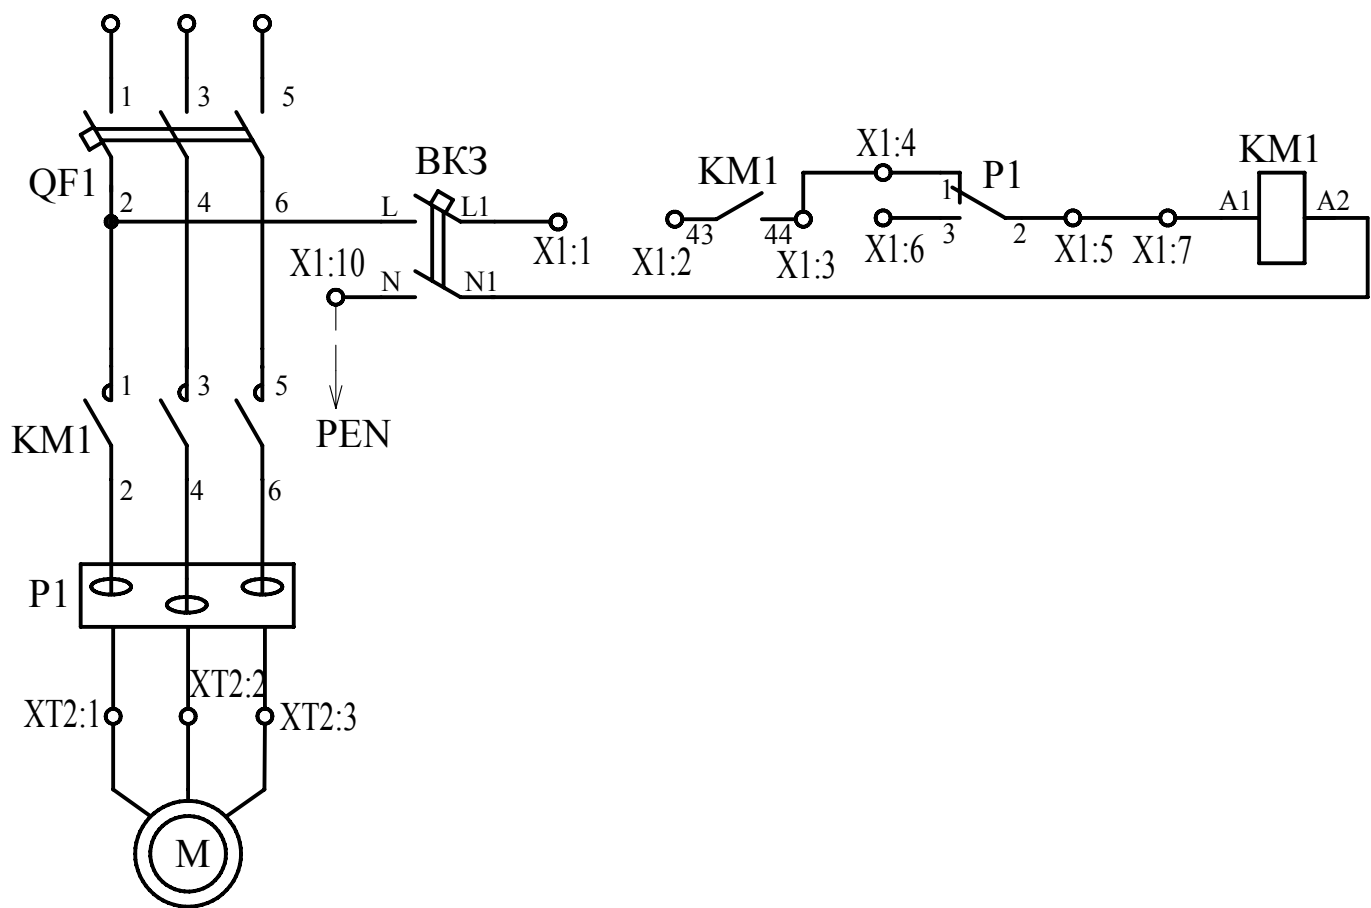 1 3 5
QF1
2 4 6
L ВКЗ L1
X1:1
X1:10
N N1
PEN
X1:2
43 KM1 44
X1:3
X1:4
1 P1
X1:6
3 2
X1:5
X1:7
KM1
A1 A2
1 3 5
KM1
2 4 6
P1
XT2:1
XT2:2
XT2:3
M